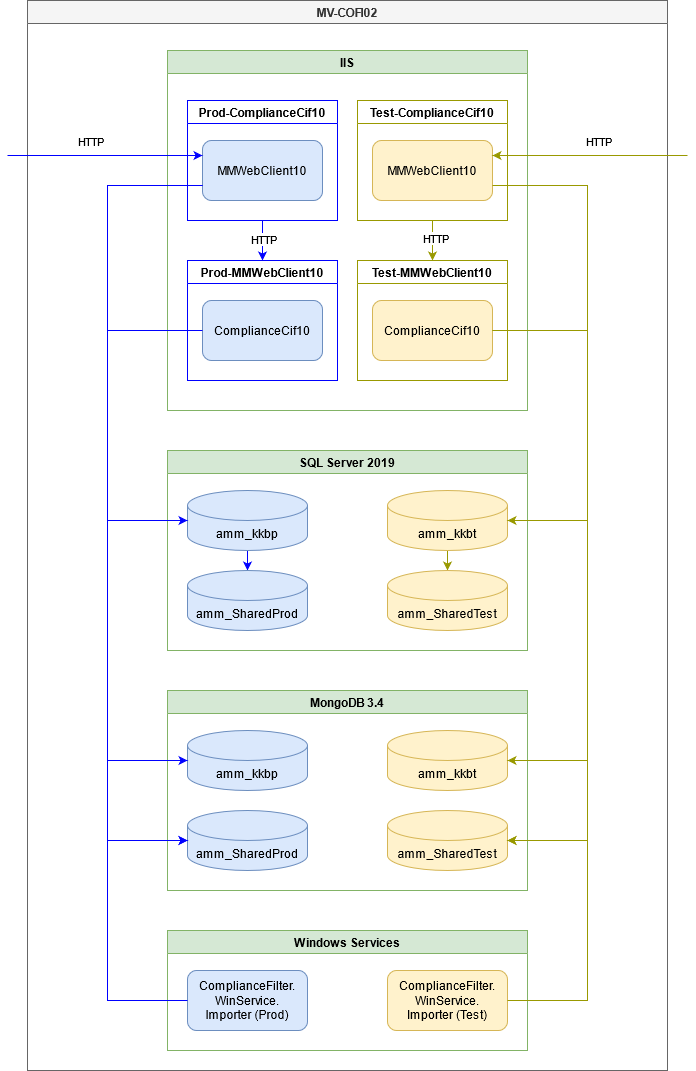 MV-COFI02
IIS
Prod-ComplianceCif10
Test-ComplianceCif10
HTTP
HTTP
MMWebClient10
MMWebClient10
HTTP
HTTP
Prod-MMWebClient10
Test-MMWebClient10
ComplianceCif10
ComplianceCif10
SQL Server 2019
amm_kkbp
amm_kkbt
amm_SharedProd
amm_SharedTest
MongoDB 3.4
amm_kkbp
amm_kkbt
amm_SharedProd
amm_SharedTest
Windows Services
ComplianceFilter.
WinService.
Importer (Prod)
ComplianceFilter.
WinService.
Importer (Test)